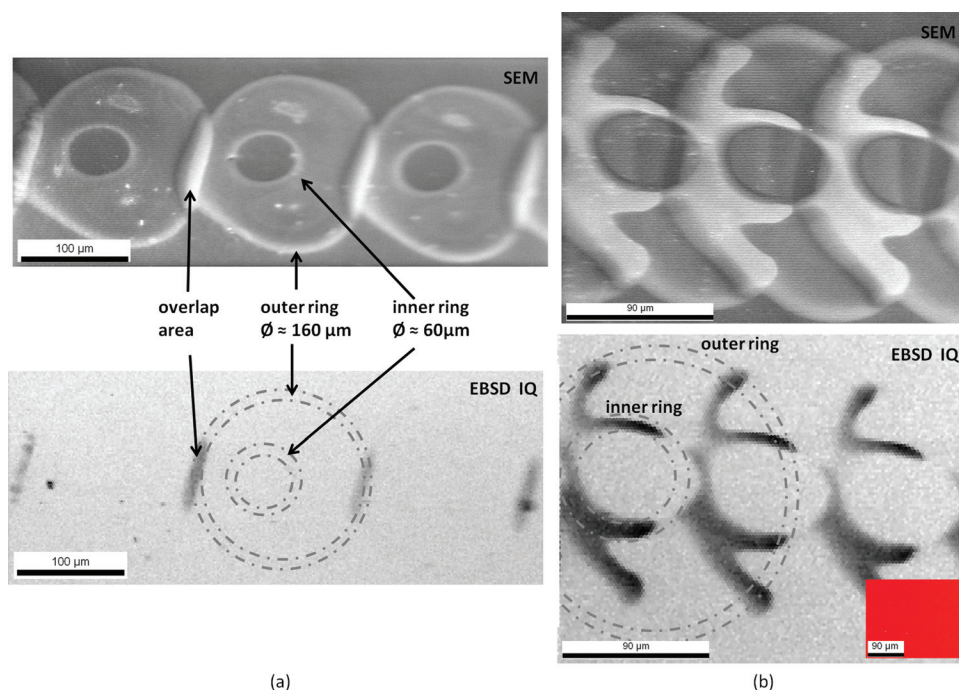 SEM
100 µm
overlap
area
outer ring
Ø ≈ 160 µm
inner ring
Ø ≈ 60µm
EBSD IQ
100 µm
(a)
SEM
90 µm
outer ring
EBSD IQ
inner ring
90 µm
90 µm
(b)